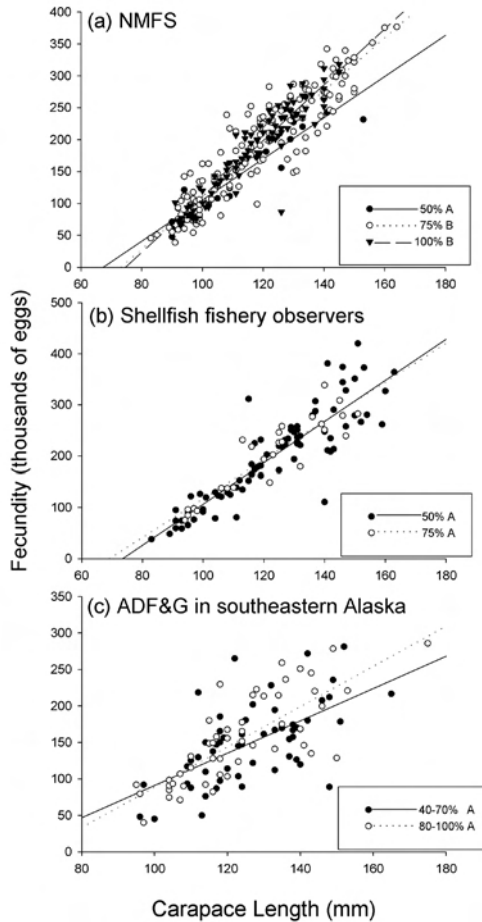 (a) NMFS
400
350
300
250
200
150
100
50
0
50% A
75% B
100% B
60 80 100 120 140 160 180
Fecundity (thousands of eggs)
(b) Shellfish fishery observers
500
400
300
200
100
0
50% A
75% A
60 80 100 120 140 160 180
(c) ADF&G in southeastern Alaska
350
300
250
200
150
100
50
0
40-70% A
80-100% A
80 100 120 140 160 180
Carapace Length (mm)